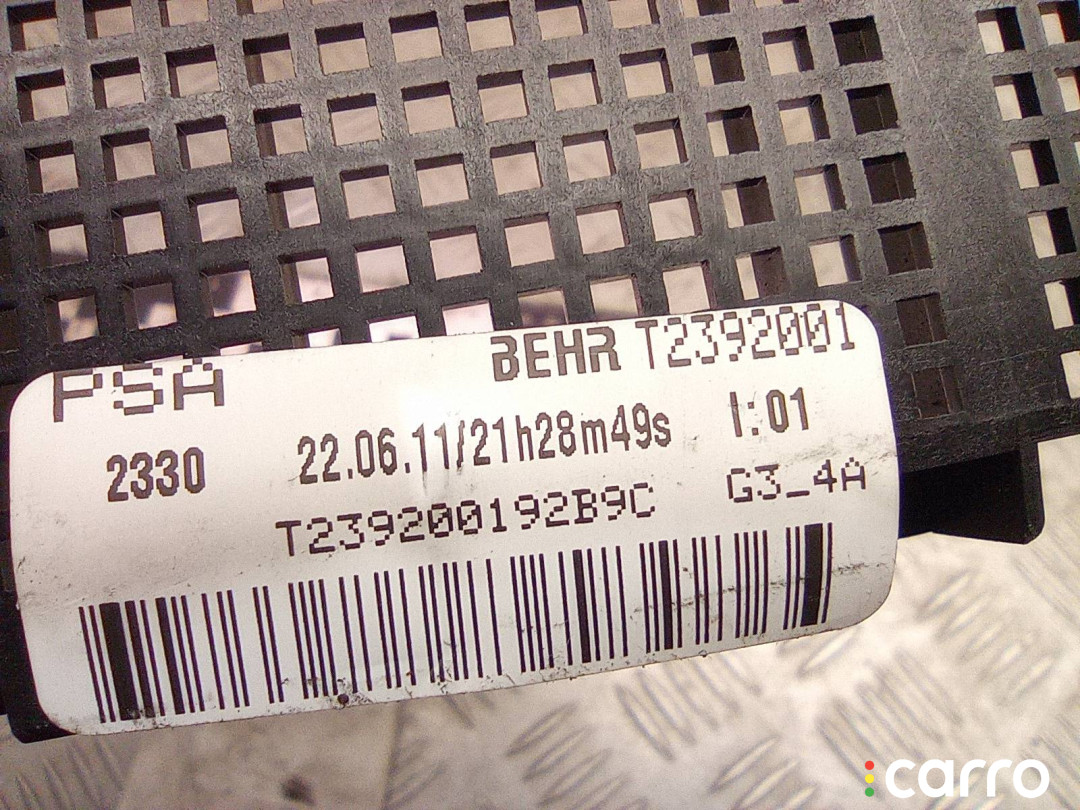 PSA BEHR T2392001
2330 22.06.11/21h28m49s I:01
T239200192B9C G3_4A
carro